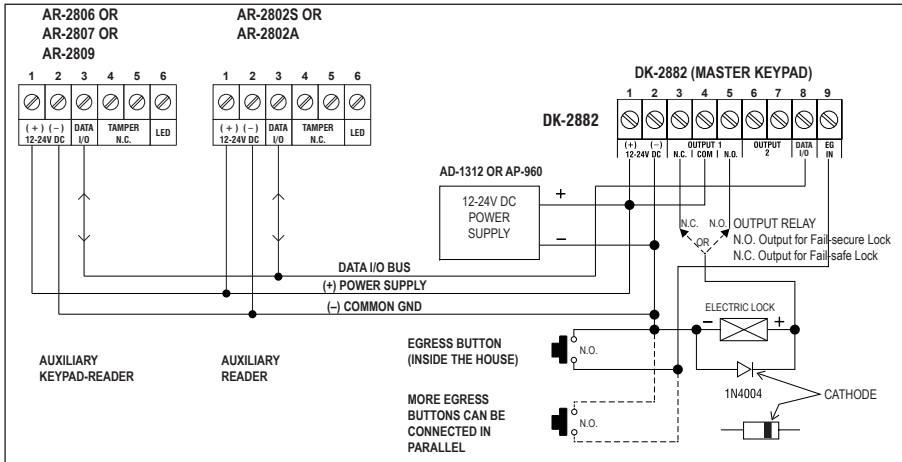 AR-2806 OR
AR-2807 OR
AR-2809
1 2 3 4 5 6
(+) (−) DATA TAMPER LED
12-24V DC I/O N.C.
AR-2802S OR
AR-2802A
1 2 3 4 5 6
(+) (−) DATA TAMPER LED
12-24V DC I/O N.C.
DK-2882 (MASTER KEYPAD)
1 2 3 4 5 6 7 8 9
DK-2882
(+) (−) OUTPUT 1 OUTPUT DATA EG
12-24V DC N.C. COM N.O. 2 I/O IN
AD-1312 OR AP-960
12-24V DC
POWER
SUPPLY
+
−
N.C. N.O.
OR
OUTPUT RELAY
N.O. Output for Fail-secure Lock
N.C. Output for Fail-safe Lock
DATA I/O BUS
(+) POWER SUPPLY
(−) COMMON GND
ELECTRIC LOCK
− +
1N4004
CATHODE
AUXILIARY
KEYPAD-READER
AUXILIARY
READER
EGRESS BUTTON
(INSIDE THE HOUSE)
N.O.
MORE EGRESS
BUTTONS CAN BE
CONNECTED IN
PARALLEL
N.O.